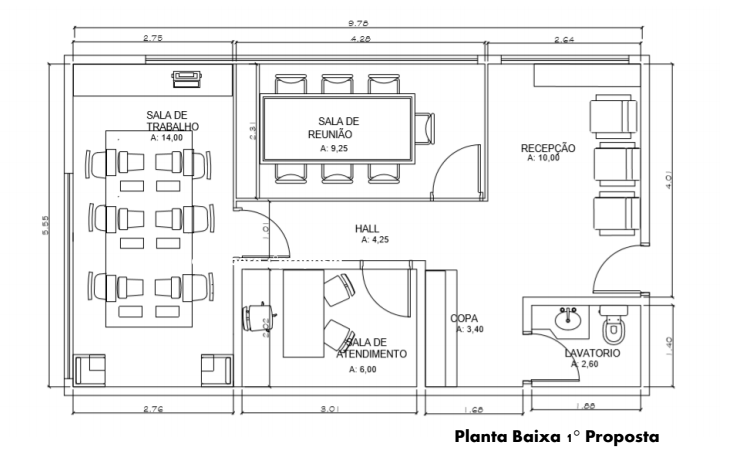 9.78
2.75
4.28
2.64
SALA DE
TRABALHO
A: 14,00
2.31
SALA DE
REUNIÃO
A: 9,25
RECEPÇÃO
A: 10,00
4.01
5.55
1.01
HALL
A: 4,25
COPA
A: 3,40
2.02
SALA DE
ATENDIMENTO
A: 6,00
LAVATORIO
A: 2,60
1.40
2.76
3.01
1.68
1.88
Planta Baixa 1° Proposta